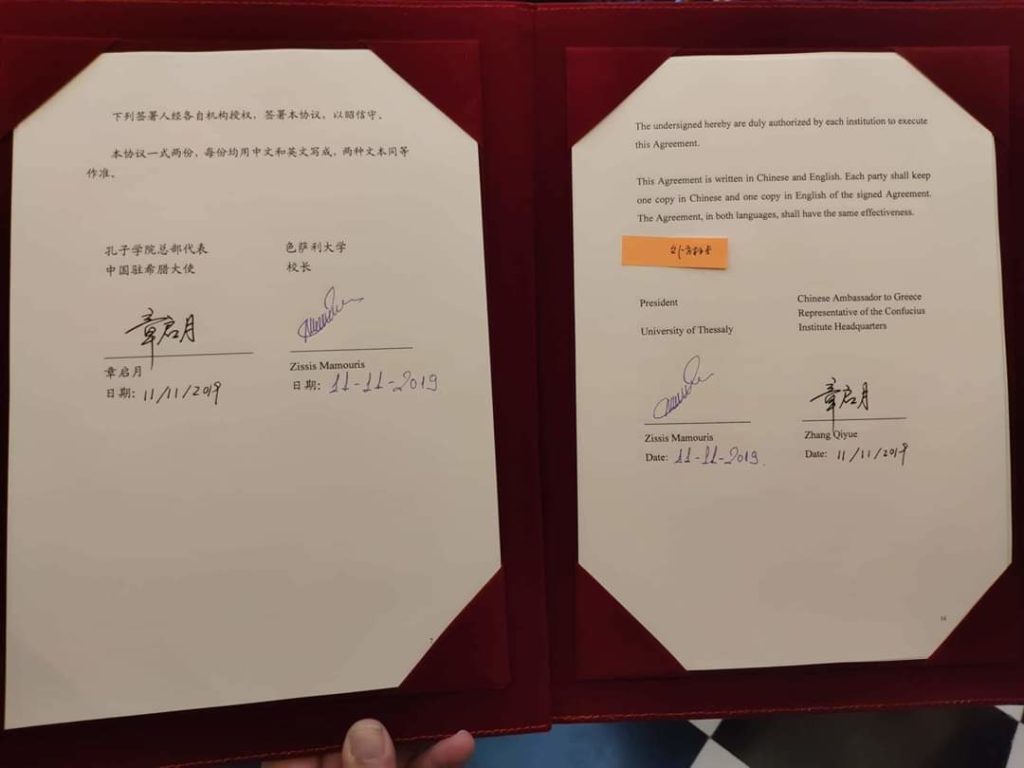 下列签署人经各自机构授权，签署本协议，以昭信守。
本协议一式两份，每份均用中文和英文写成，两种文本同等
作准。
孔子学院总部代表
中国驻希腊大使
章启月
章启月
日期：11/11/2019
色萨利大学
校长
Zissis Mamouris
日期：11-11-2019
The undersigned hereby are duly authorized by each institution to execute
this Agreement.
This Agreement is written in Chinese and English. Each party shall keep
one copy in Chinese and one copy in English of the signed Agreement.
The Agreement, in both languages, shall have the same effectiveness.
President
University of Thessaly
Zissis Mamouris
Date: 11-11-2019
Chinese Ambassador to Greece
Representative of the Confucius
Institute Headquarters
章启月
Zhang Qiyue
Date: 11/11/2019
16